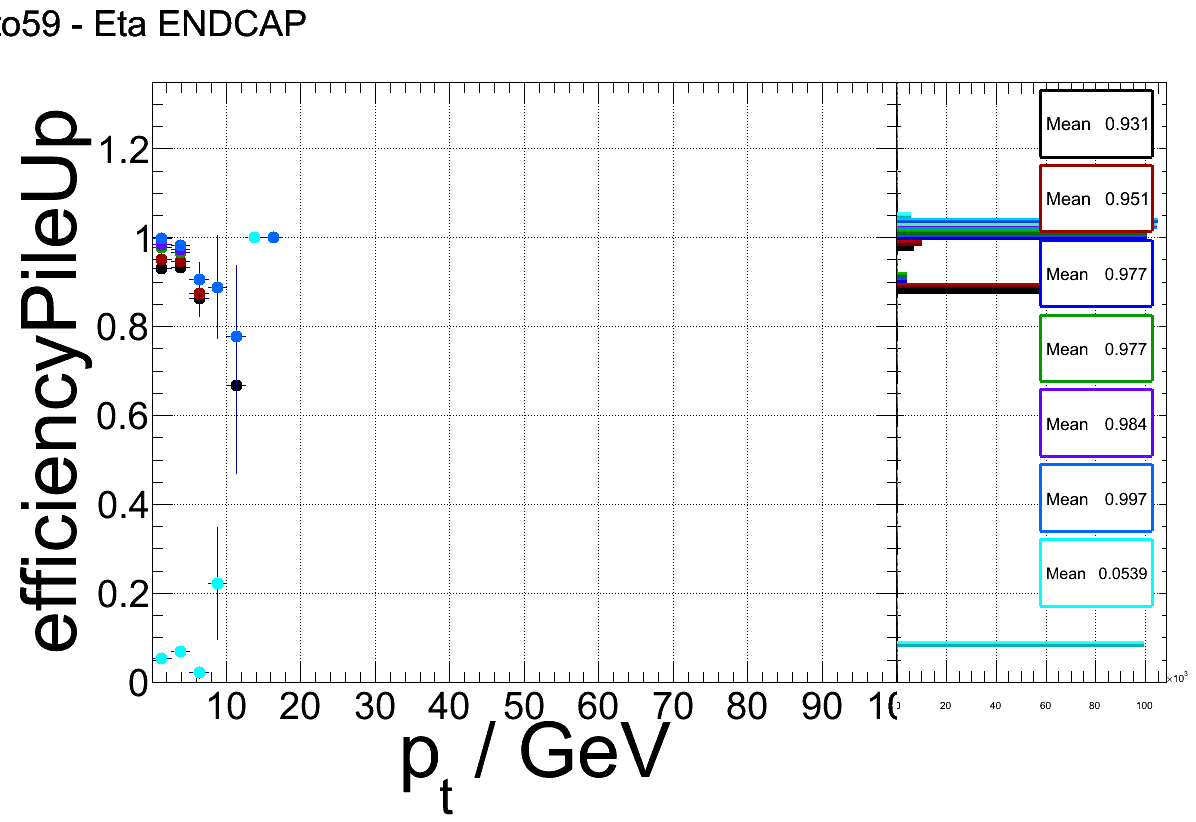 to59 - Eta ENDCAP
efficiencyPileUp
1.2
1
0.8
0.6
0.4
0.2
0
10 20 30 40 50 60 70 80 90 10
p_t / GeV
Mean 0.931
Mean 0.951
Mean 0.977
Mean 0.977
Mean 0.984
Mean 0.997
Mean 0.0539
×10³
0 20 40 60 80 100